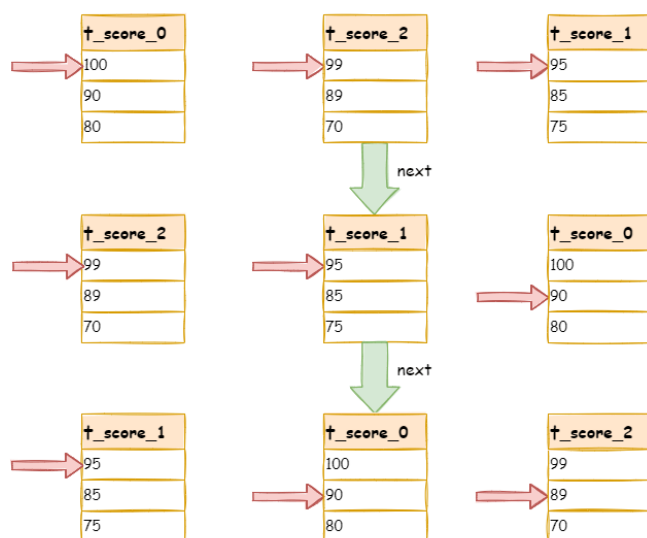 t_score_0 t_score_2 t_score_1
100 99 95
90 89 85
80 70 75
next
t_score_2 t_score_1 t_score_0
99 95 100
89 85 90
70 75 80
next
t_score_1 t_score_0 t_score_2
95 100 99
85 90 89
75 80 70